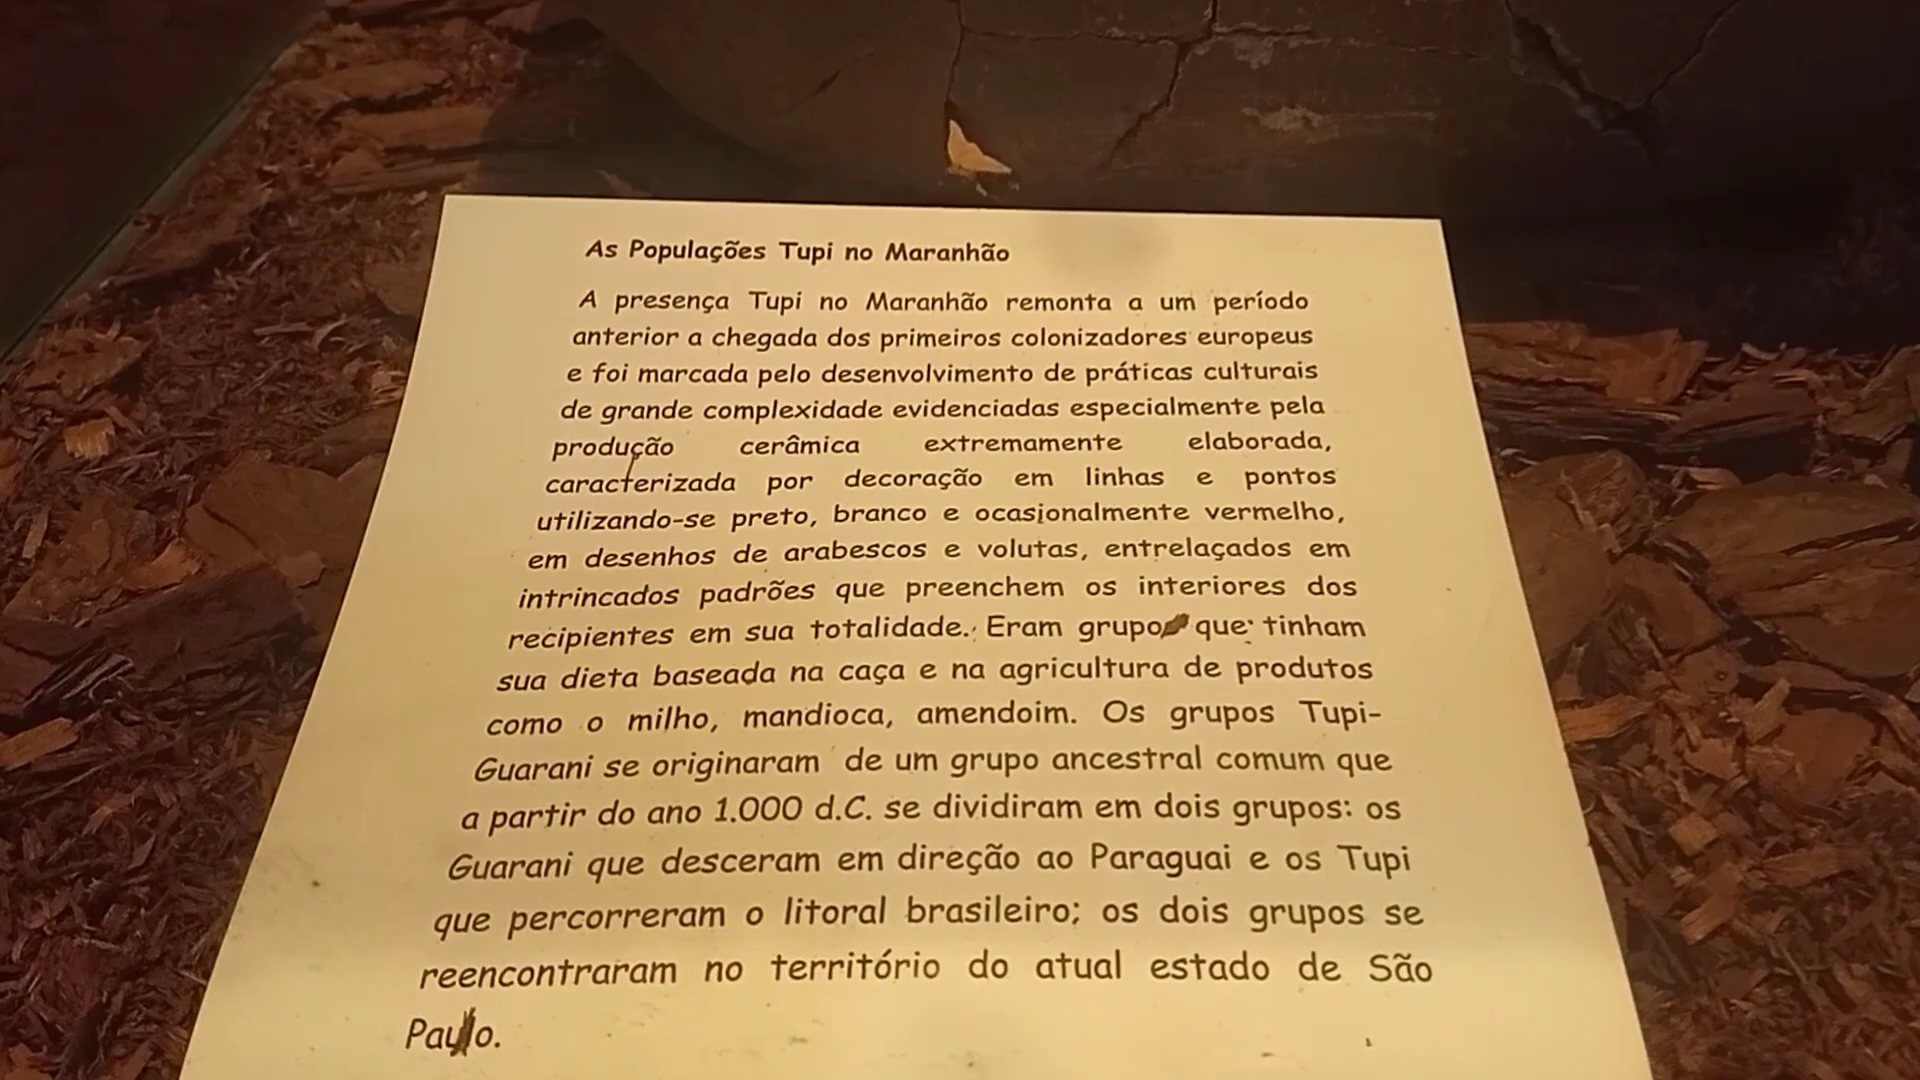 As Populações Tupi no Maranhão
A presença Tupi no Maranhão remonta a um período
anterior a chegada dos primeiros colonizadores europeus
e foi marcada pelo desenvolvimento de práticas culturais
de grande complexidade evidenciadas especialmente pela
produção cerâmica extremamente elaborada,
caracterizada por decoração em linhas e pontos
utilizando-se preto, branco e ocasionalmente vermelho,
em desenhos de arabescos e volutas, entrelaçados em
intrincados padrões que preenchem os interiores dos
recipientes em sua totalidade. Eram grupos que tinham
sua dieta baseada na caça e na agricultura de produtos
como o milho, mandioca, amendoim. Os grupos Tupi-
Guarani se originaram de um grupo ancestral comum que
a partir do ano 1.000 d.C. se dividiram em dois grupos: os
Guarani que desceram em direção ao Paraguai e os Tupi
que percorreram o litoral brasileiro; os dois grupos se
reencontraram no território do atual estado de São
Paulo.